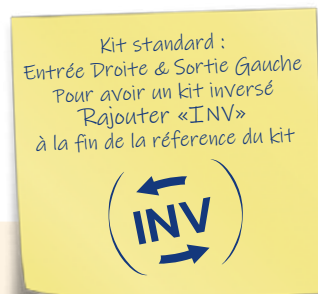 Kit standard :
Entrée Droite & Sortie Gauche
Pour avoir un kit inversé
Rajouter «INV»
à la fin de la réference du kit
INV